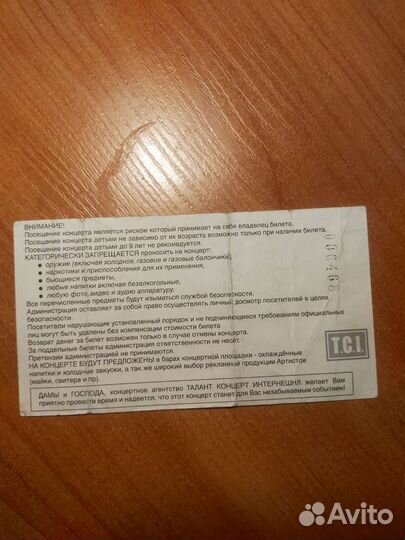 ВНИМАНИЕ!
Посещение концерта является риском который принимает на себя владелец билета.
Посещение концерта детьми не зависимо от их возраста возможно только при наличии билета.
Посещение концерта детьми до 9 лет не рекомедуется.
КАТЕГОРИЧЕСКИ ЗАПРЕЩАЕТСЯ проносить на концерт:
• оружие (включая холодное, газовое и газовые балончики),
• наркотики и приспособления для их применения,
• бьющиеся предметы,
• любые напитки включая безалкогольные,
• любую фото, видео и аудио аппаратуру.
Все перечисленные предметы будут изыматься службой безопасности.
Администрация оставляет за собой право осуществлять личный досмотр посетителей в целях
безопасности.
Посетители нарушающие установленный порядок и не подчиняющиеся требованиям официальных
лиц могут быть удалены без компенсации стоимости билета.
Возврат денег за билет возможен только в случае отмены концерта.
За поддельные билеты администрация ответственности не несёт.
Претензии администрацией не принимаются.
НА КОНЦЕРТЕ БУДУТ ПРЕДЛОЖЕНЫ в барах концертной площадки - охлаждённые
напитки и холодные закуски, а так же широкий выбор рекламной продукции Артистов
(майки, свитера и пр)
T.C.I.
ДАМЫ и ГОСПОДА, концертное агентство ТАЛАНТ КОНЦЕРТ ИНТЕРНЕШНЛ желает Вам
приятно провести время и надеется, что этот концерт станет для Вас незабываемым событием!
Avito